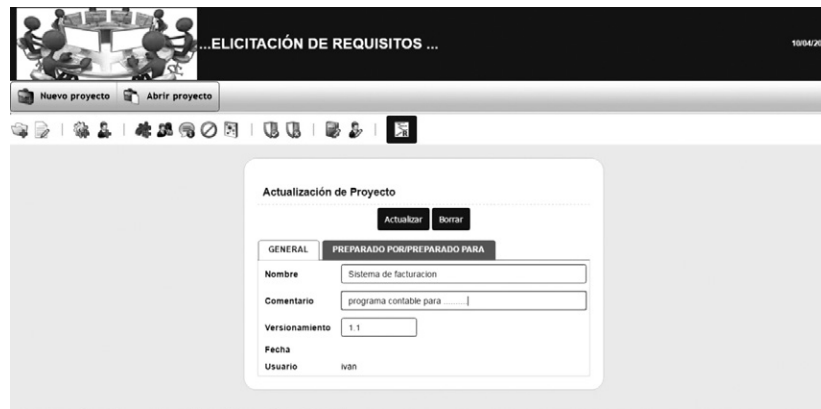 ...ELICITACIÓN DE REQUISITOS ...
10/04/20
Nuevo proyecto Abrir proyecto
Actualización de Proyecto
Actualizar Borrar
GENERAL PREPARADO POR/PREPARADO PARA
Nombre Sistema de facturacion
Comentario programa contable para ..........
Versionamiento 1.1
Fecha
Usuario ivan